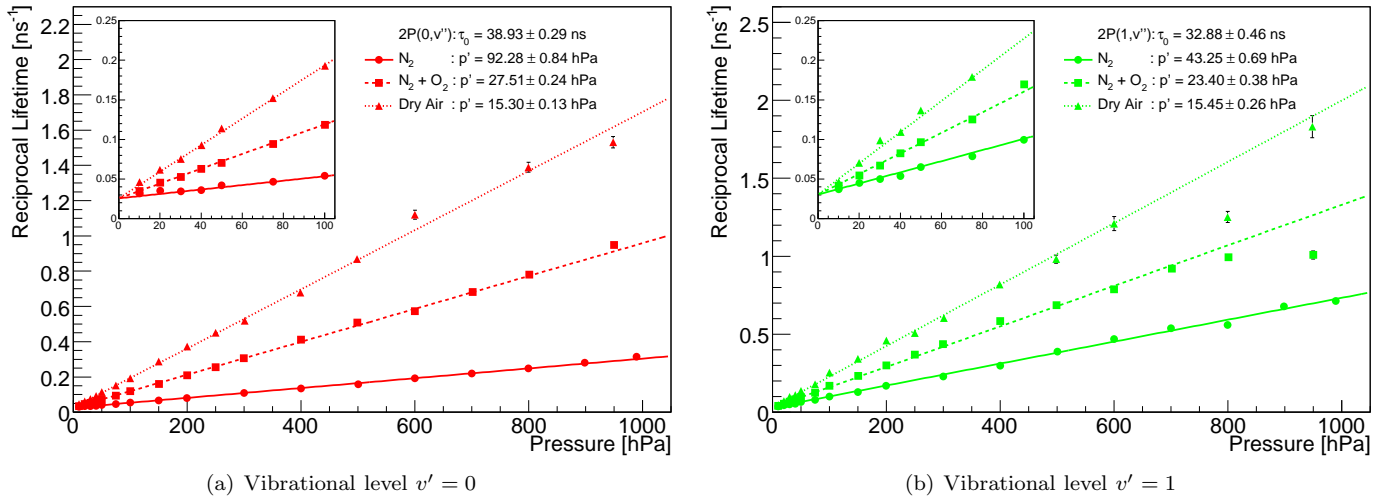 Reciprocal Lifetime [ns⁻¹]
2.2
2
1.8
1.6
1.4
1.2
1
0.8
0.6
0.4
0.2
0
0.25
0.2
0.15
0.1
0.05
0
0 20 40 60 80 100
2P(0,v''): τ₀ = 38.93 ± 0.29 ns
N₂ : p' = 92.28 ± 0.84 hPa
N₂ + O₂ : p' = 27.51 ± 0.24 hPa
Dry Air : p' = 15.30 ± 0.13 hPa
0 200 400 600 800 1000
Pressure [hPa]
(a) Vibrational level v′ = 0
Reciprocal Lifetime [ns⁻¹]
2.5
2
1.5
1
0.5
0
0.25
0.2
0.15
0.1
0.05
0
0 20 40 60 80 100
2P(1,v''): τ₀ = 32.88 ± 0.46 ns
N₂ : p' = 43.25 ± 0.69 hPa
N₂ + O₂ : p' = 23.40 ± 0.38 hPa
Dry Air : p' = 15.45 ± 0.26 hPa
0 200 400 600 800 1000
Pressure [hPa]
(b) Vibrational level v′ = 1